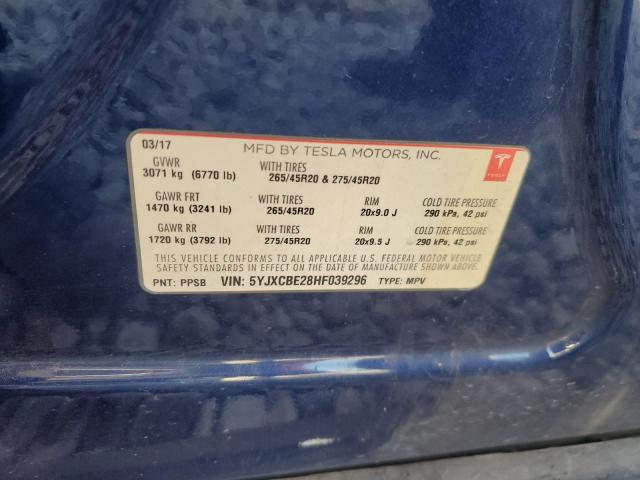 03/17 MFD BY TESLA MOTORS, INC.
GVWR WITH TIRES
3071 kg (6770 lb) 265/45R20 & 275/45R20
TESLA
GAWR FRT WITH TIRES RIM COLD TIRE PRESSURE
1470 kg (3241 lb) 265/45R20 20x9.0 J 290 kPa, 42 psi
GAWR RR WITH TIRES RIM COLD TIRE PRESSURE
1720 kg (3792 lb) 275/45R20 20x9.5 J 290 kPa, 42 psi
THIS VEHICLE CONFORMS TO ALL APPLICABLE U.S. FEDERAL MOTOR VEHICLE
SAFETY STANDARDS IN EFFECT ON THE DATE OF MANUFACTURE SHOWN ABOVE.
PNT: PPSB VIN: 5YJXCBE28HF039296 TYPE: MPV